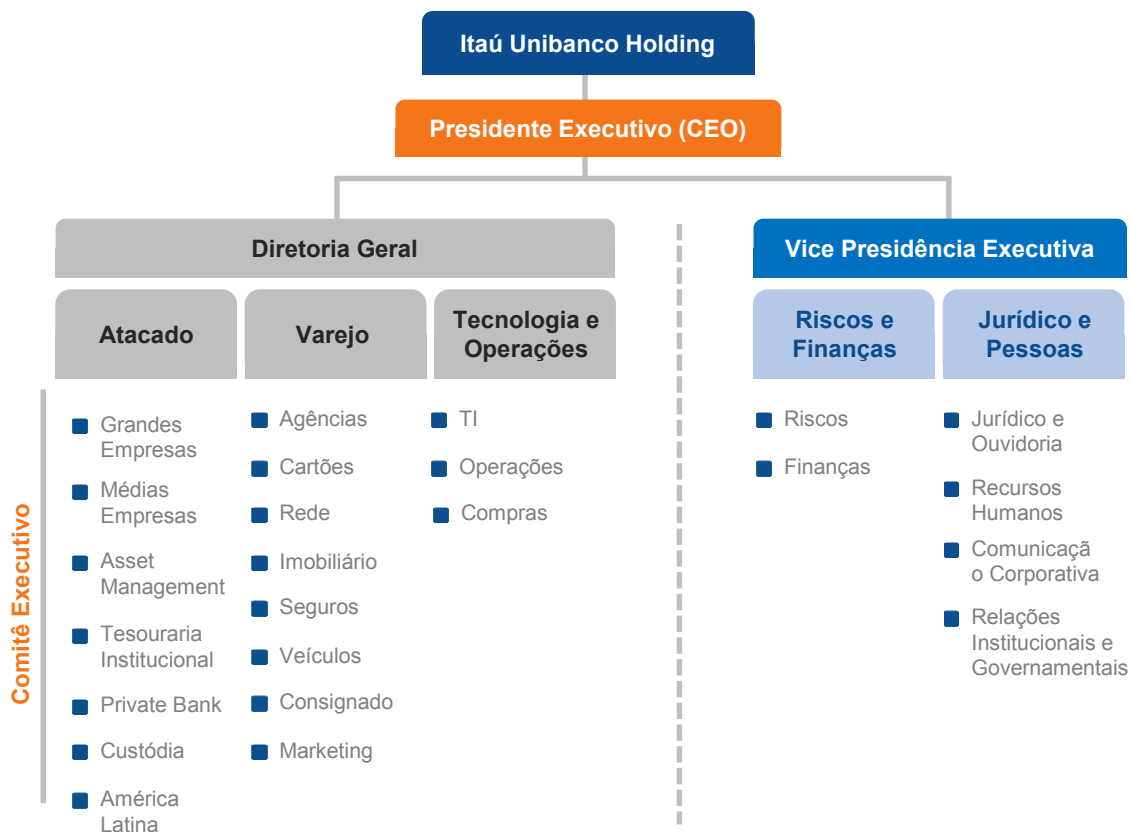 Itaú Unibanco Holding
Presidente Executivo (CEO)
Diretoria Geral
Vice Presidência Executiva
Atacado
Varejo
Tecnologia e
Operações
Riscos e
Finanças
Jurídico e
Pessoas
Comitê Executivo
Grandes
Empresas
Médias
Empresas
Asset
Management
Tesouraria
Institucional
Private Bank
Custódia
América
Latina
Agências
Cartões
Rede
Imobiliário
Seguros
Veículos
Consignado
Marketing
TI
Operações
Compras
Riscos
Finanças
Jurídico e
Ouvidoria
Recursos
Humanos
Comunicaçã
o Corporativa
Relações
Institucionais e
Governamentais